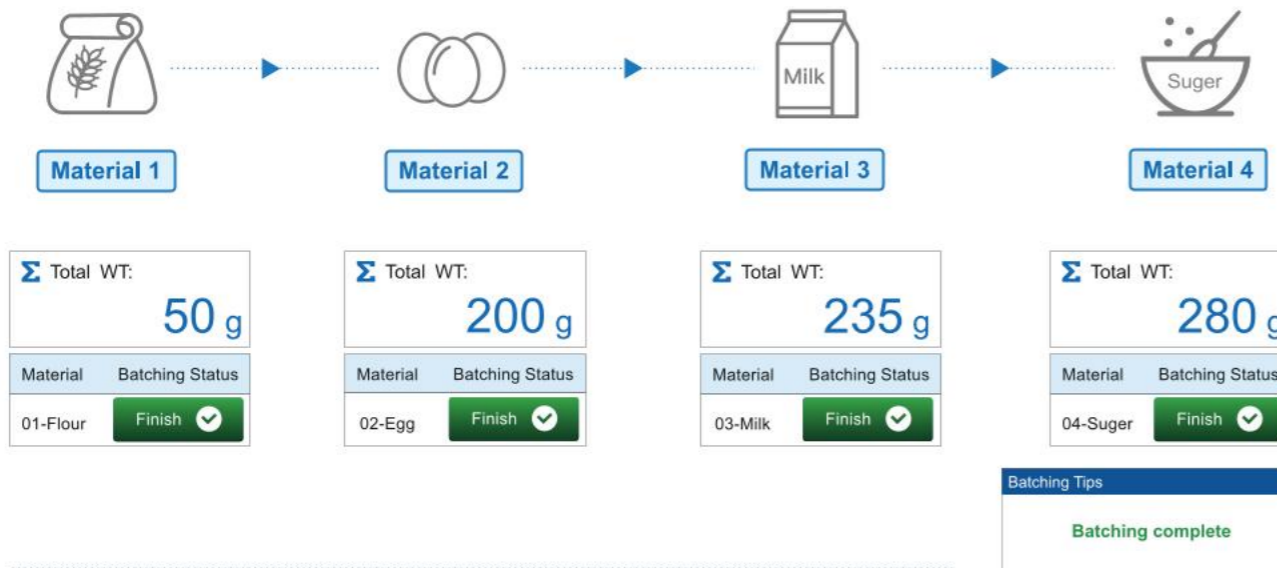 Milk
Suger
Material 1
Material 2
Material 3
Material 4
Σ Total WT:
50 g
Material Batching Status
01-Flour Finish
Σ Total WT:
200 g
Material Batching Status
02-Egg Finish
Σ Total WT:
235 g
Material Batching Status
03-Milk Finish
Σ Total WT:
280 g
Material Batching Status
04-Suger Finish
Batching Tips
Batching complete